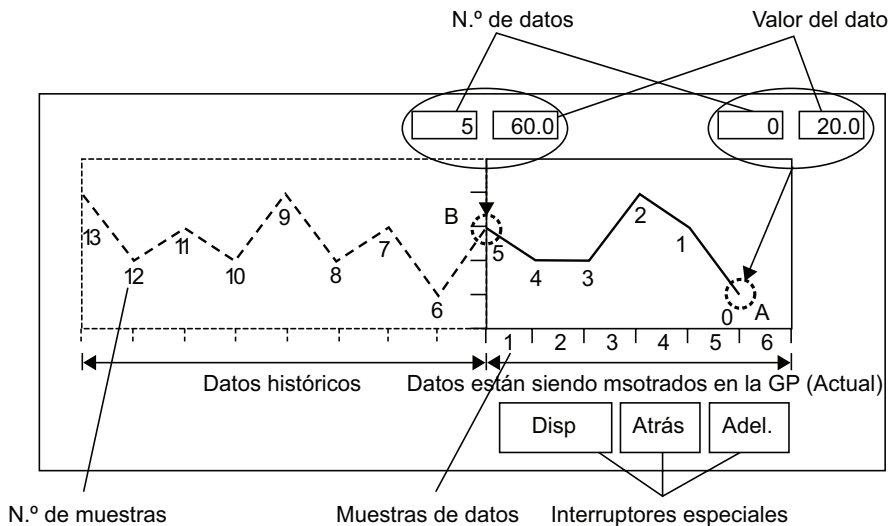 N.º de datos Valor del dato
5 60.0 0 20.0
9 2
B
13 11 7 5 1
12 10 8 4 3
6 0 A
1 2 3 4 5 6
Datos históricos Datos están siendo msotrados en la GP (Actual)
Disp Atrás Adel.
N.º de muestras Muestras de datos Interruptores especiales